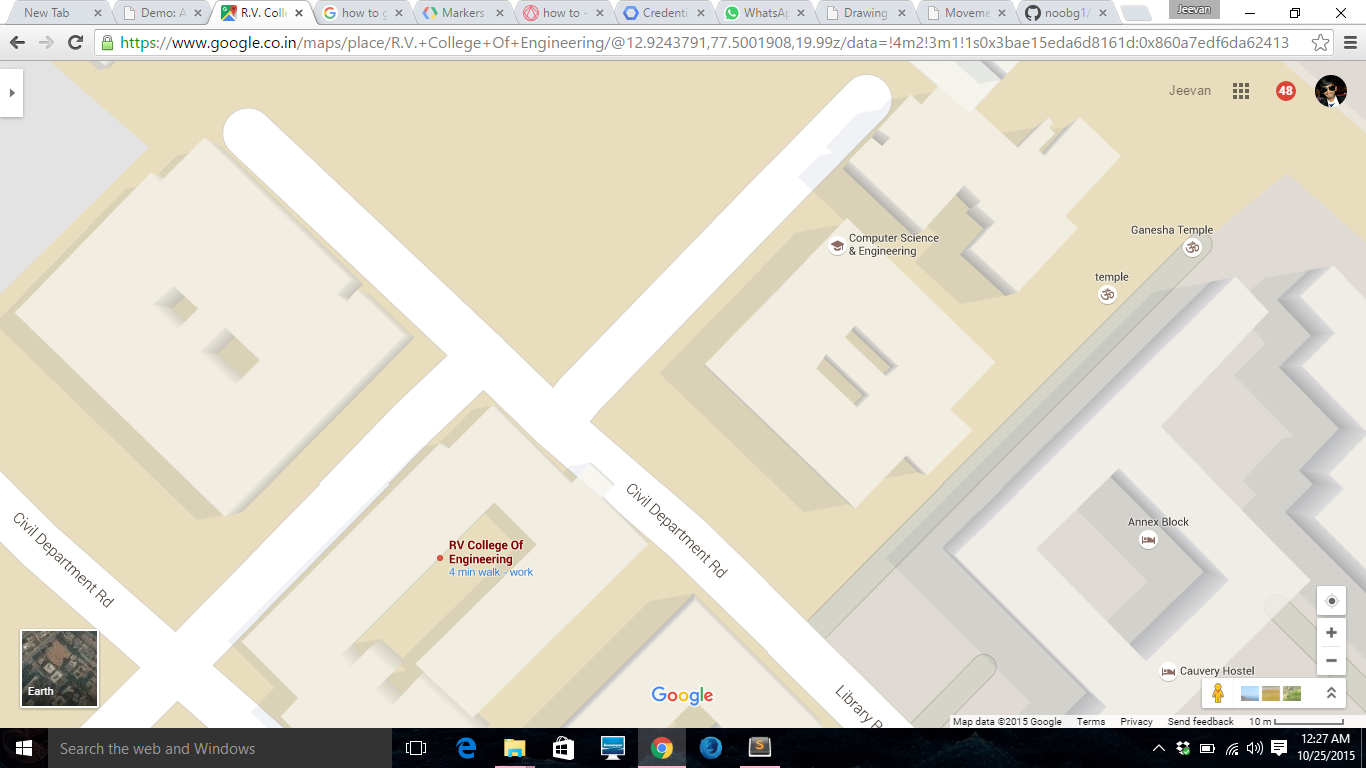 Jeevan
New Tab
Demo: A
R.V. Coll
how to g
Markers
how to -
Credenti
WhatsAp
Drawing
Moveme
noobg1/
https://www.google.co.in/maps/place/R.V.+College+Of+Engineering/@12.9243791,77.5001908,19.99z/data=!4m2!3m1!1s0x3bae15eda6d8161d:0x860a7edf6da62413
Jeevan
48
Computer Science
& Engineering
Ganesha Temple
temple
Civil Department Rd
Civil Department Rd
RV College Of
Engineering
4 min walk - work
Annex Block
Cauvery Hostel
Library R
Earth
Google
Map data ©2015 Google
Terms
Privacy
Send feedback
10 m
Search the web and Windows
lenovo
12:27 AM
10/25/2015